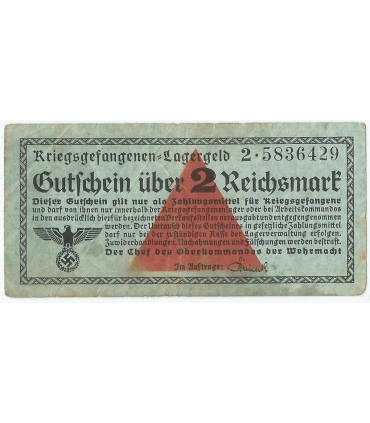 Kriegsgefangenen-Lagergeld 2·5836429
Gutschein über 2 Reichsmark
Dieser Gutschein gilt nur als Zahlungsmittel für Kriegsgefangene
und darf von ihnen nur innerhalb der Kriegsgefangenenlager oder bei Arbeitskommandos
in den ausdrücklich hierfür bezeichneten Verkaufsstellen verausgabt und entgegengenommen
werden. Der Umtausch dieses Gutscheines in gesetzliche Zahlungsmittel
darf nur bei der zuständigen Kasse der Lagerverwaltung erfolgen.
Zuwiderhandlungen, Nachahmungen und Fälschungen werden bestraft.
Der Chef des Oberkommandos der Wehrmacht
Im Auftrage: